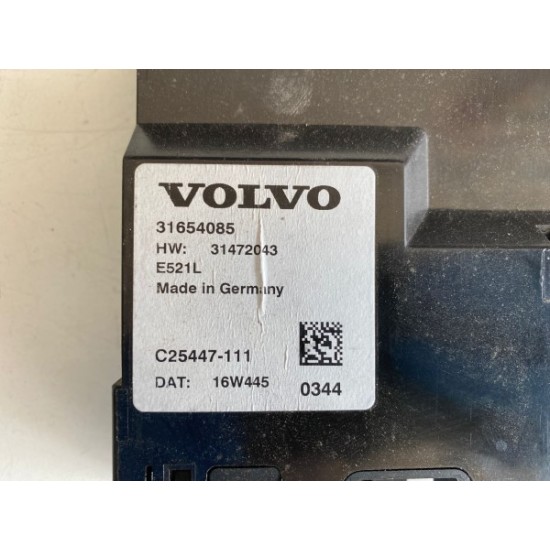 VOLVO
31654085
HW: 31472043
E521L
Made in Germany
C25447-111
DAT: 16W445
0344